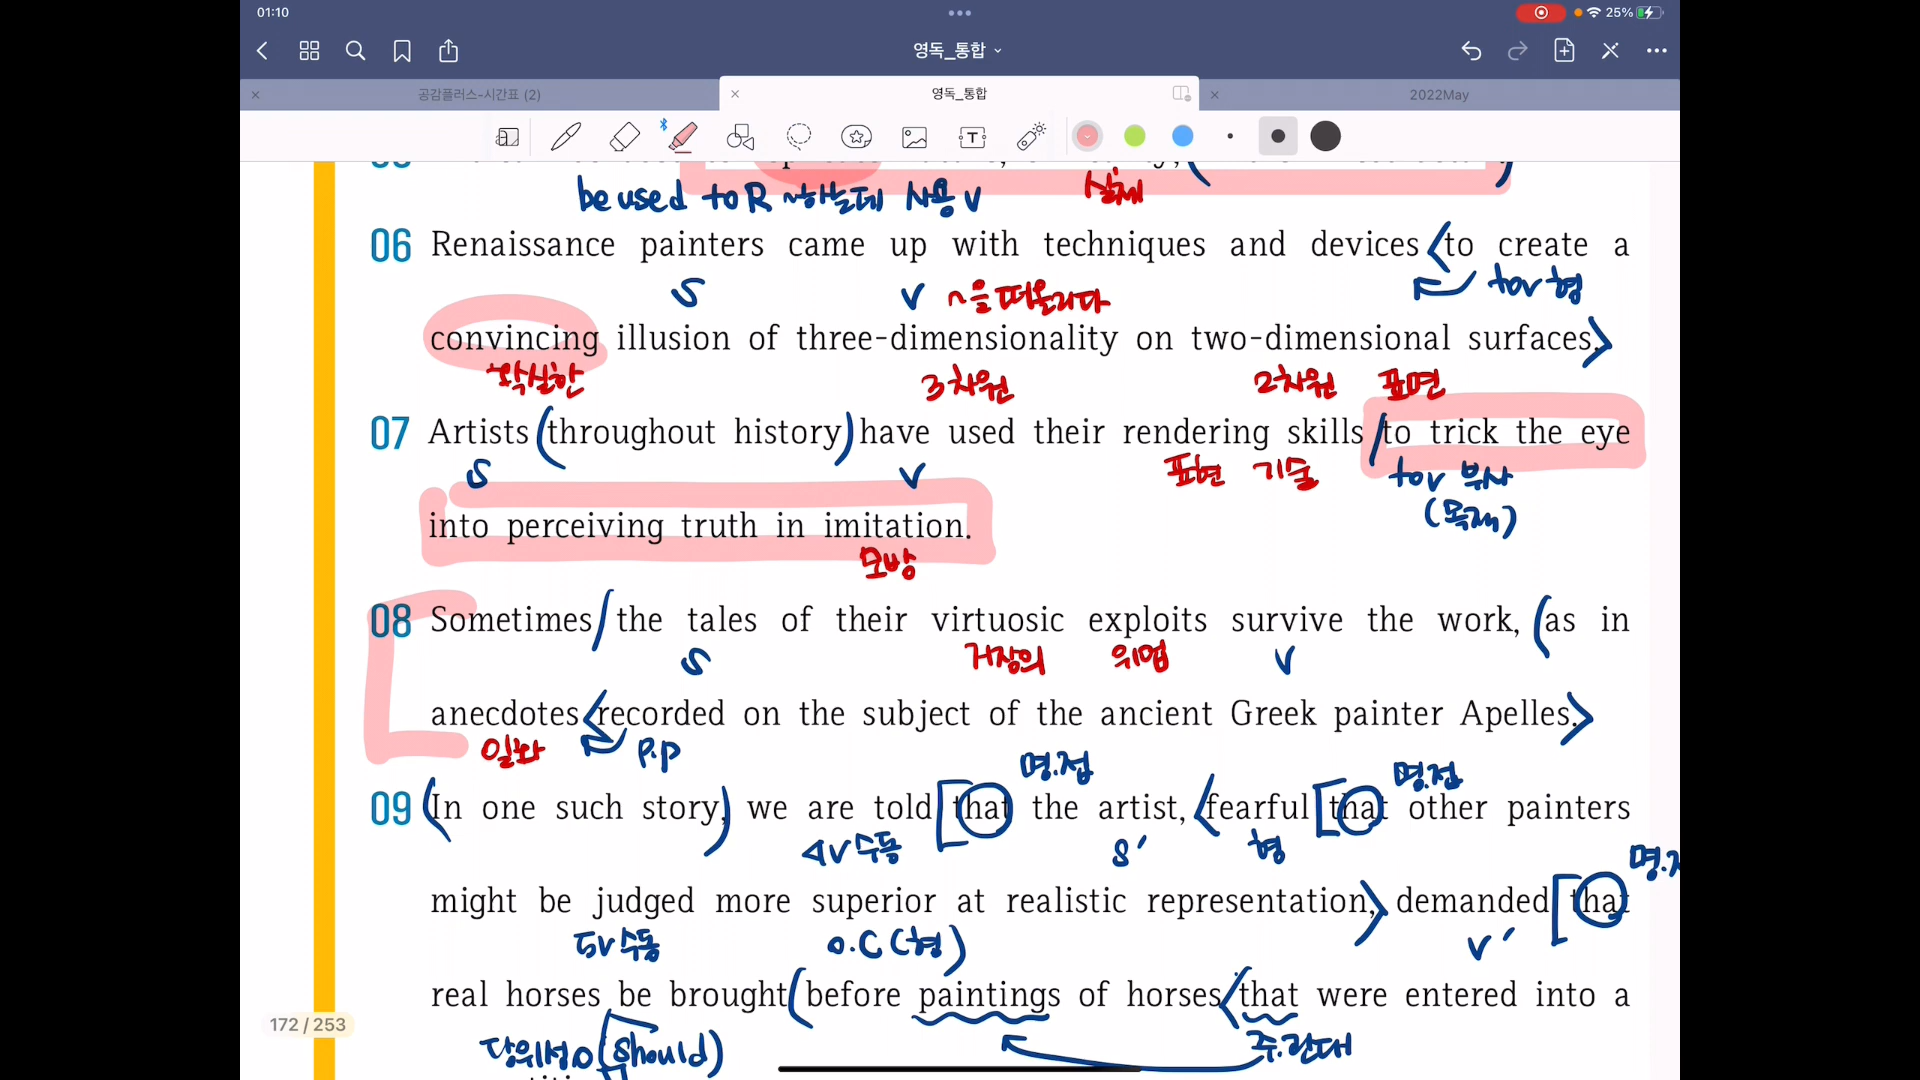 01:10
25%
영독_통합
공감플러스-시간표 (2)
영독_통합
2022May
be used to R ~하는데 사용 v
실체
06 Renaissance painters came up with techniques and devices <to create a
S v ~을 떠올리다 to v 형
convincing illusion of three-dimensionality on two-dimensional surfaces.>
확실한 3차원 2차원 표면
07 Artists (throughout history) have used their rendering skills / to trick the eye
S v 표현 기술 to v 부사
(목적)
into perceiving truth in imitation.
모방
08 Sometimes / the tales of their virtuosic exploits survive the work, (as in
S 거장의 위업 v
anecdotes <recorded on the subject of the ancient Greek painter Apelles.>
일화 P.P
명.접 명.접
09 (In one such story,) we are told [that the artist, <fearful [that other painters
4v 수동 S' 형
명.
might be judged more superior at realistic representation,> demanded [that
5v 수동 o.c (형) v'
real horses be brought (before paintings of horses <that were entered into a
당위성 o (should) 주.관대
172 / 253